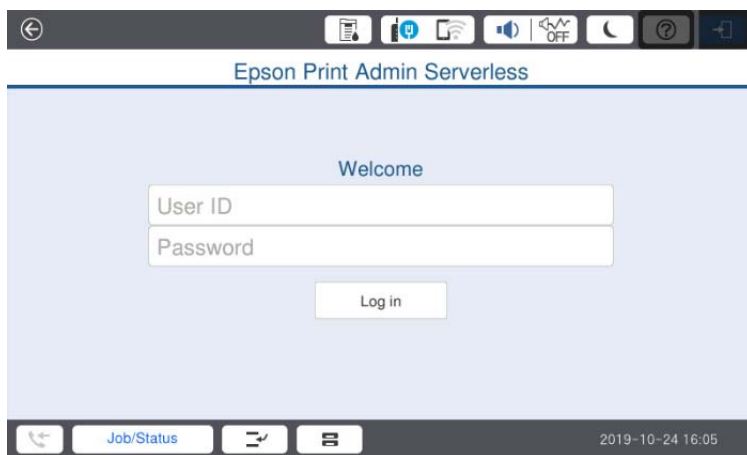 OFF
Epson Print Admin Serverless
Welcome
User ID
Password
Log in
Job/Status
2019-10-24 16:05